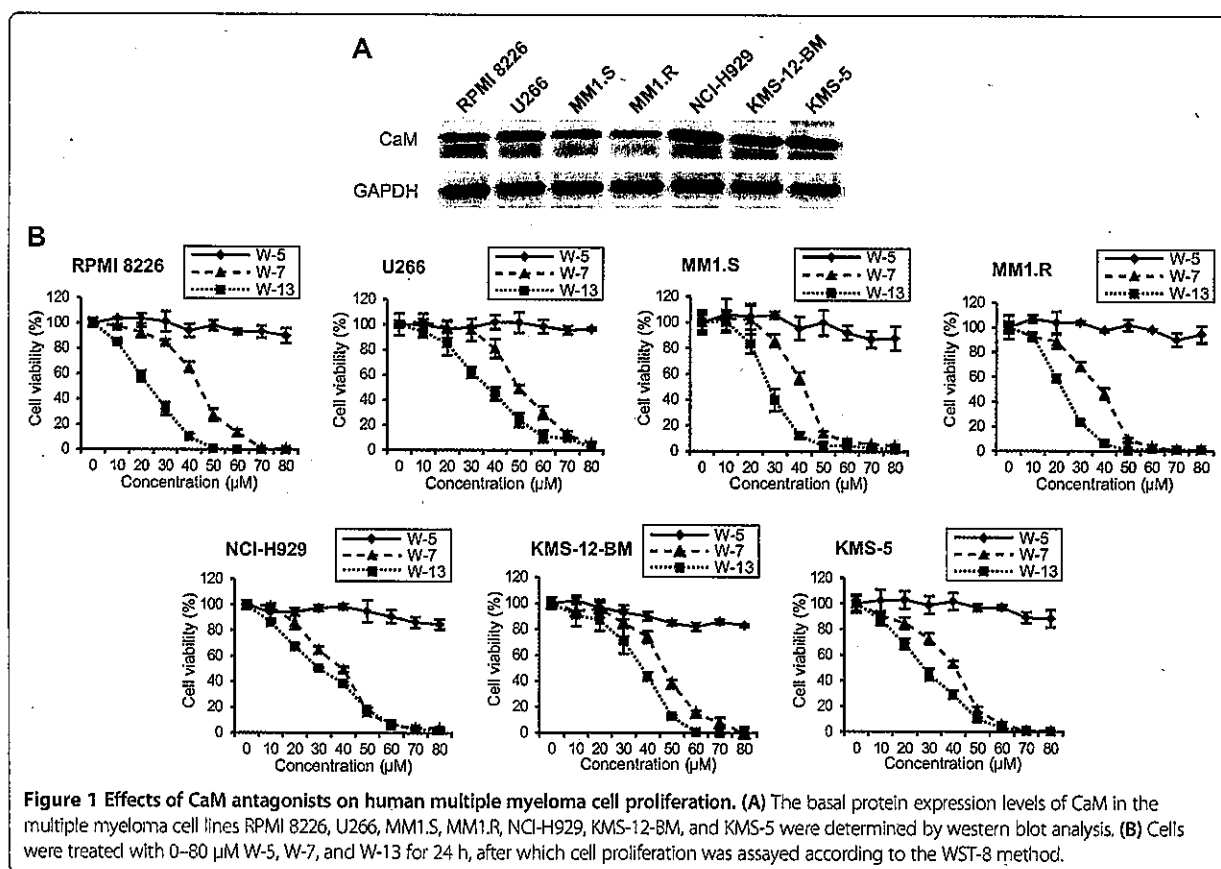 A
RPMI 8226 U266 MM1.S MM1.R NCI-H929 KMS-12-BM KMS-5
CaM
GAPDH
B
RPMI 8226
W-5
W-7
W-13
Cell viability (%)
120
100
80
60
40
20
0
0 10 20 30 40 50 60 70 80
Concentration (µM)
U266
W-5
W-7
W-13
Cell viability (%)
120
100
80
60
40
20
0
0 10 20 30 40 50 60 70 80
Concentration (µM)
MM1.S
W-5
W-7
W-13
Cell viability (%)
120
100
80
60
40
20
0
0 10 20 30 40 50 60 70 80
Concentration (µM)
MM1.R
W-5
W-7
W-13
Cell viability (%)
120
100
80
60
40
20
0
0 10 20 30 40 50 60 70 80
Concentration (µM)
NCI-H929
W-5
W-7
W-13
Cell viability (%)
120
100
80
60
40
20
0
0 10 20 30 40 50 60 70 80
Concentration (µM)
KMS-12-BM
W-5
W-7
W-13
Cell viability (%)
120
100
80
60
40
20
0
0 10 20 30 40 50 60 70 80
Concentration (µM)
KMS-5
W-5
W-7
W-13
Cell viability (%)
120
100
80
60
40
20
0
0 10 20 30 40 50 60 70 80
Concentration (µM)
Figure 1 Effects of CaM antagonists on human multiple myeloma cell proliferation. (A) The basal protein expression levels of CaM in the
multiple myeloma cell lines RPMI 8226, U266, MM1.S, MM1.R, NCI-H929, KMS-12-BM, and KMS-5 were determined by western blot analysis. (B) Cells
were treated with 0–80 µM W-5, W-7, and W-13 for 24 h, after which cell proliferation was assayed according to the WST-8 method.